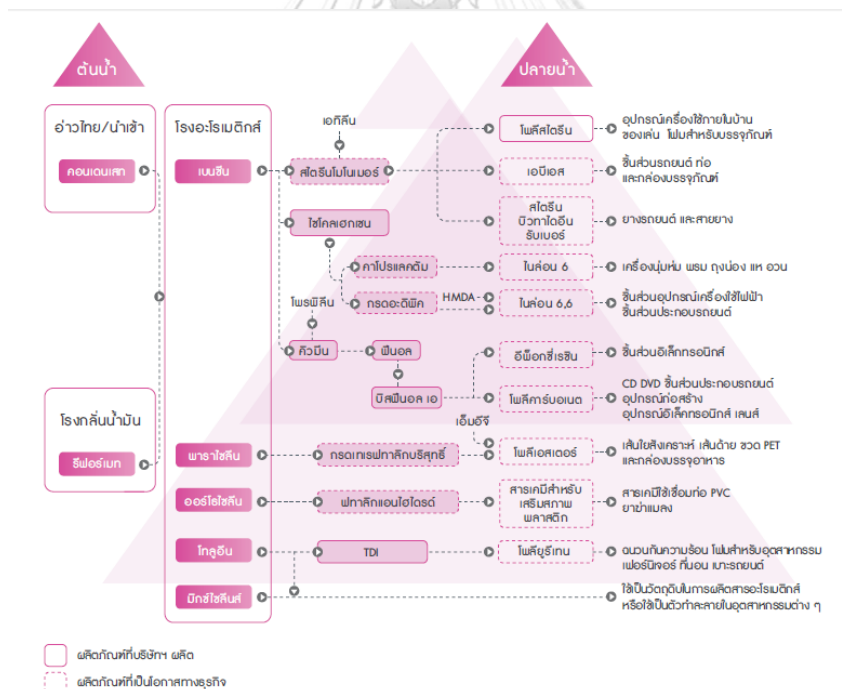 ต้นน้ำ
ปลายน้ำ
อ่าวไทย/นำเข้า
คอนเดนเสท
โรงกลั่นน้ำมัน
รีฟอร์เมท
โรงอะโรเมติกส์
เบนซีน
พาราไซลีน
ออร์โธไซลีน
โทลูอีน
มิกซ์ไซลีนส์
เอทิลีน
สไตรีนโมโนเมอร์
ไซโคลเฮกเซน
คาโปรแลคตัม
กรดอะดิพิค
HMDA
โพรพิลีน
คิวมีน
ฟีนอล
บิสฟีนอล เอ
เอ็มอีจี
กรดเทเรฟทาลิกบริสุทธิ์
ฟทาลิกแอนไฮไดรด์
TDI
โพลีสไตรีน
อุปกรณ์เครื่องใช้ภายในบ้าน
ของเล่น โฟมสำหรับบรรจุภัณฑ์
เอบีเอส
ชิ้นส่วนรถยนต์ ท่อ
และกล่องบรรจุภัณฑ์
สไตรีน
บิวทาไดอีน
รับเบอร์
ยางรถยนต์ และสายยาง
ไนล่อน 6
เครื่องนุ่มห่ม พรม ถุงน่อง แห อวน
ไนล่อน 6,6
ชิ้นส่วนอุปกรณ์เครื่องใช้ไฟฟ้า
ชิ้นส่วนประกอบรถยนต์
อีพ็อกซี่เรซิน
ชิ้นส่วนอิเล็กทรอนิกส์
โพลีคาร์บอเนต
CD DVD ชิ้นส่วนประกอบรถยนต์
อุปกรณ์ก่อสร้าง
อุปกรณ์อิเล็กทรอนิกส์ เลนส์
โพลีเอสเตอร์
เส้นใยสังเคราะห์ เส้นด้าย ขวด PET
และกล่องบรรจุอาหาร
สารเคมีสำหรับ
เสริมสภาพ
พลาสติก
สารเคมีใช้เชื่อมท่อ PVC
ยาฆ่าแมลง
โพลียูรีเทน
ฉนวนกันความร้อน โฟมสำหรับอุตสาหกรรม
เฟอร์นิเจอร์ ที่นอน เบาะรถยนต์
ใช้เป็นวัตถุดิบในการผลิตสารอะโรเมติกส์
หรือใช้เป็นตัวทำละลายในอุตสาหกรรมต่าง ๆ
ผลิตภัณฑ์ที่บริษัทฯ ผลิต
ผลิตภัณฑ์ที่เป็นโอกาสทางธุรกิจ